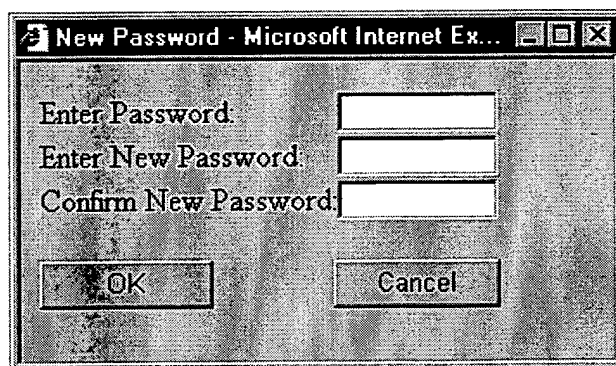 New Password - Microsoft Internet Ex...
Enter Password:
Enter New Password:
Confirm New Password:
OK
Cancel